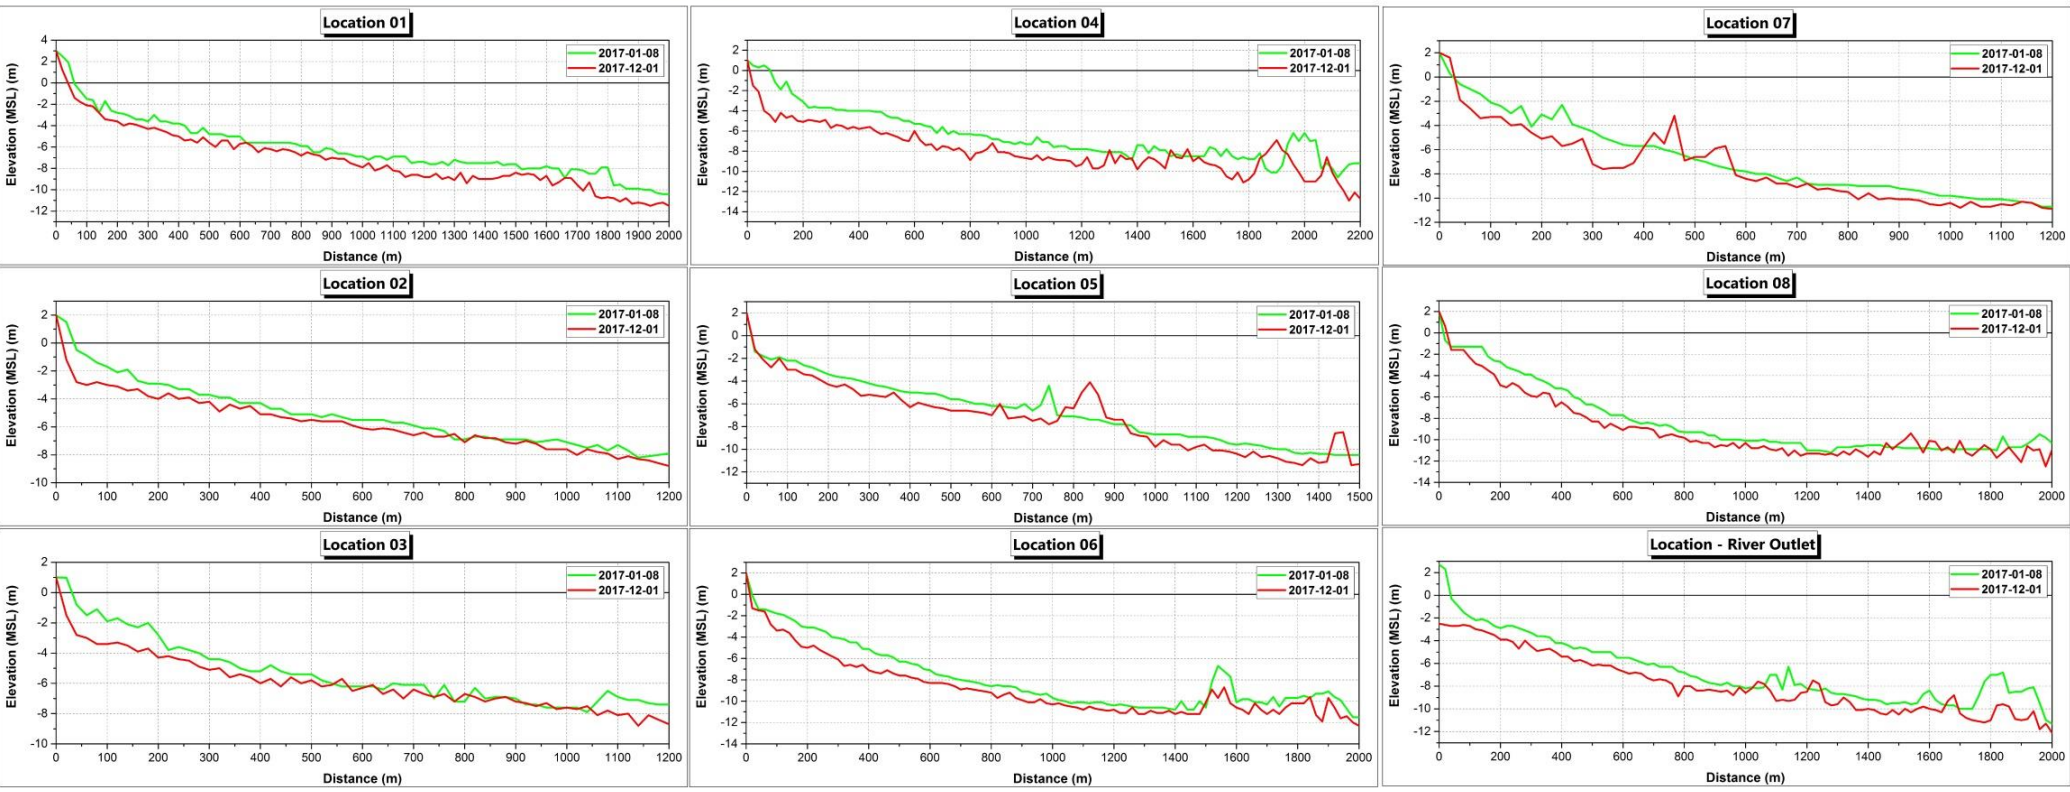 Location 01
Elevation (MSL) (m)
4
2
0
-2
-4
-6
-8
-10
-12
2017-01-08
2017-12-01
0 100 200 300 400 500 600 700 800 900 1000 1100 1200 1300 1400 1500 1600 1700 1800 1900 2000
Distance (m)
Location 04
Elevation (MSL) (m)
2
0
-2
-4
-6
-8
-10
-12
-14
2017-01-08
2017-12-01
0 200 400 600 800 1000 1200 1400 1600 1800 2000 2200
Distance (m)
Location 07
Elevation (MSL) (m)
2
0
-2
-4
-6
-8
-10
-12
2017-01-08
2017-12-01
0 100 200 300 400 500 600 700 800 900 1000 1100 1200
Distance (m)
Location 02
Elevation (MSL) (m)
2
0
-2
-4
-6
-8
-10
2017-01-08
2017-12-01
0 100 200 300 400 500 600 700 800 900 1000 1100 1200
Distance (m)
Location 05
Elevation (MSL) (m)
2
0
-2
-4
-6
-8
-10
-12
2017-01-08
2017-12-01
0 100 200 300 400 500 600 700 800 900 1000 1100 1200 1300 1400 1500
Distance (m)
Location 08
Elevation (MSL) (m)
2
0
-2
-4
-6
-8
-10
-12
-14
2017-01-08
2017-12-01
0 200 400 600 800 1000 1200 1400 1600 1800 2000
Distance (m)
Location 03
Elevation (MSL) (m)
2
0
-2
-4
-6
-8
-10
2017-01-08
2017-12-01
0 100 200 300 400 500 600 700 800 900 1000 1100 1200
Distance (m)
Location 06
Elevation (MSL) (m)
2
0
-2
-4
-6
-8
-10
-12
-14
2017-01-08
2017-12-01
0 200 400 600 800 1000 1200 1400 1600 1800 2000
Distance (m)
Location - River Outlet
Elevation (MSL) (m)
2
0
-2
-4
-6
-8
-10
-12
2017-01-08
2017-12-01
0 200 400 600 800 1000 1200 1400 1600 1800 2000
Distance (m)